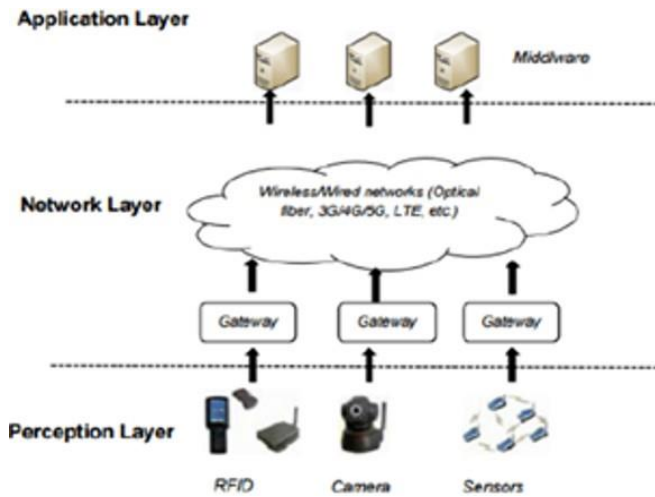 Application Layer
Middlware
Wireless/Wired networks (Optical
fiber, 3G/4G/5G, LTE, etc.)
Network Layer
Gateway Gateway Gateway
Perception Layer
RFID Camera Sensors